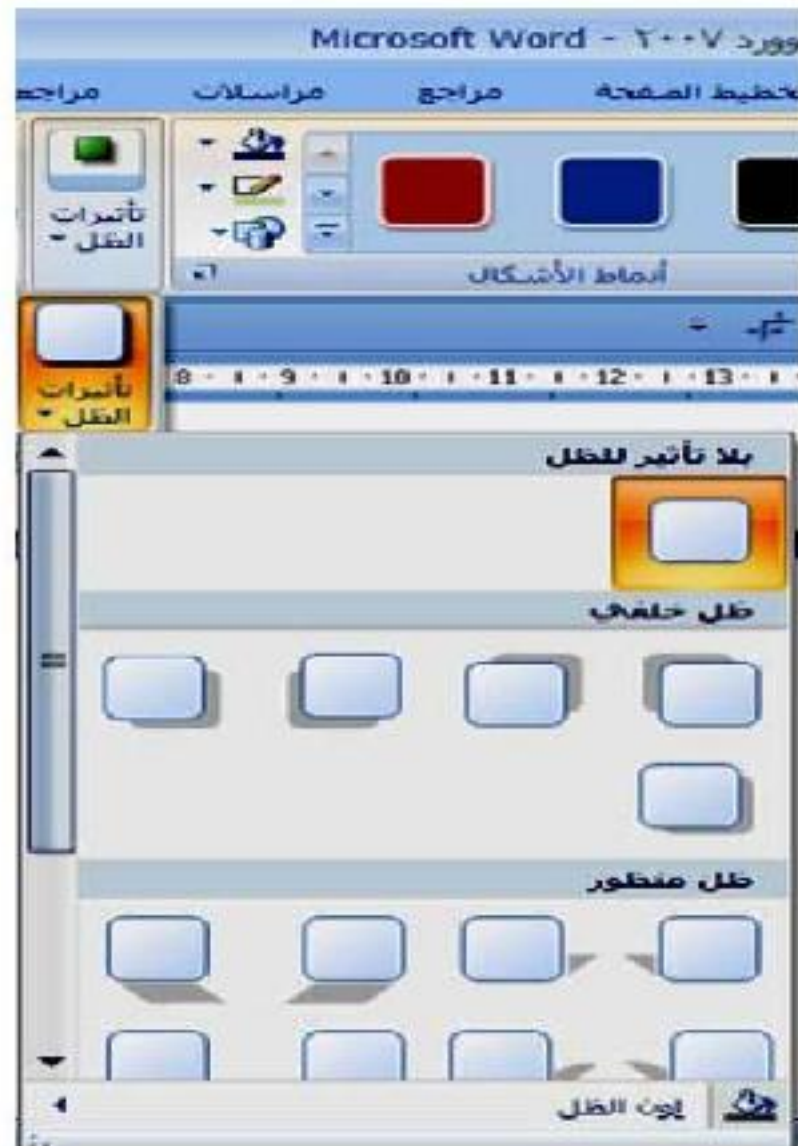 وورد ٢٠٠٧ - Microsoft Word
تخطيط الصفحة مراجع مراسلات
تأثيرات
الظل
أنماط الأشكال
8 9 10 11 12 13
تأثيرات
الظل
بلا تأثير للظل
ظل خلفي
ظل منظور
لون الظل